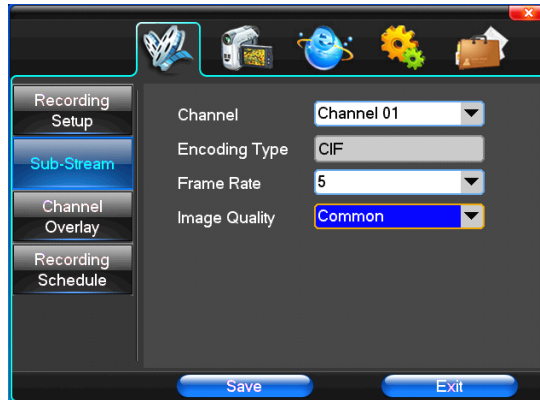 Recording
Setup
Sub-Stream
Channel
Overlay
Recording
Schedule
Channel Channel 01
Encoding Type CIF
Frame Rate 5
Image Quality Common
Save Exit